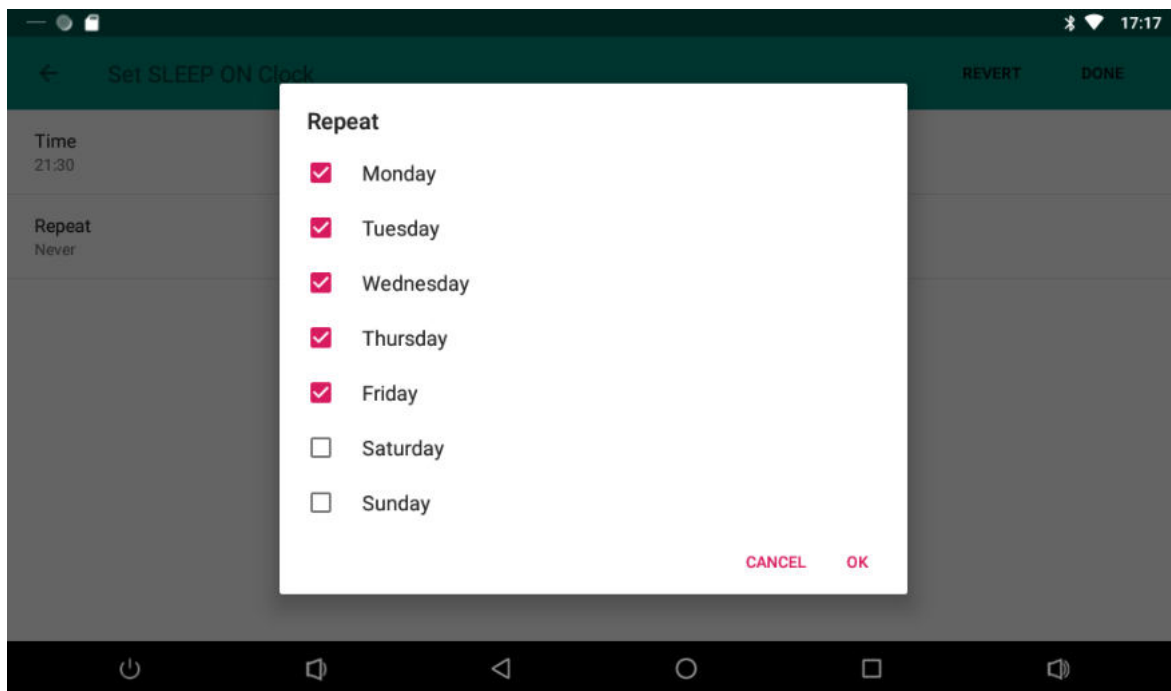 17:17
Set SLEEP ON Clock
REVERT
DONE
Time
21:30
Repeat
Never
Repeat
Monday
Tuesday
Wednesday
Thursday
Friday
Saturday
Sunday
CANCEL
OK